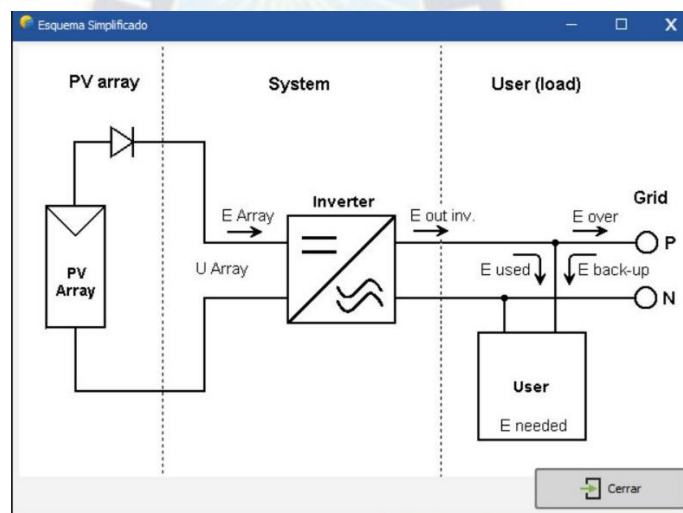 Esquema Simplificado
PV array
System
User (load)
Grid
Inverter
E Array
E out inv.
E over
P
U Array
PV
Array
E used
E back-up
N
User
E needed
Cerrar